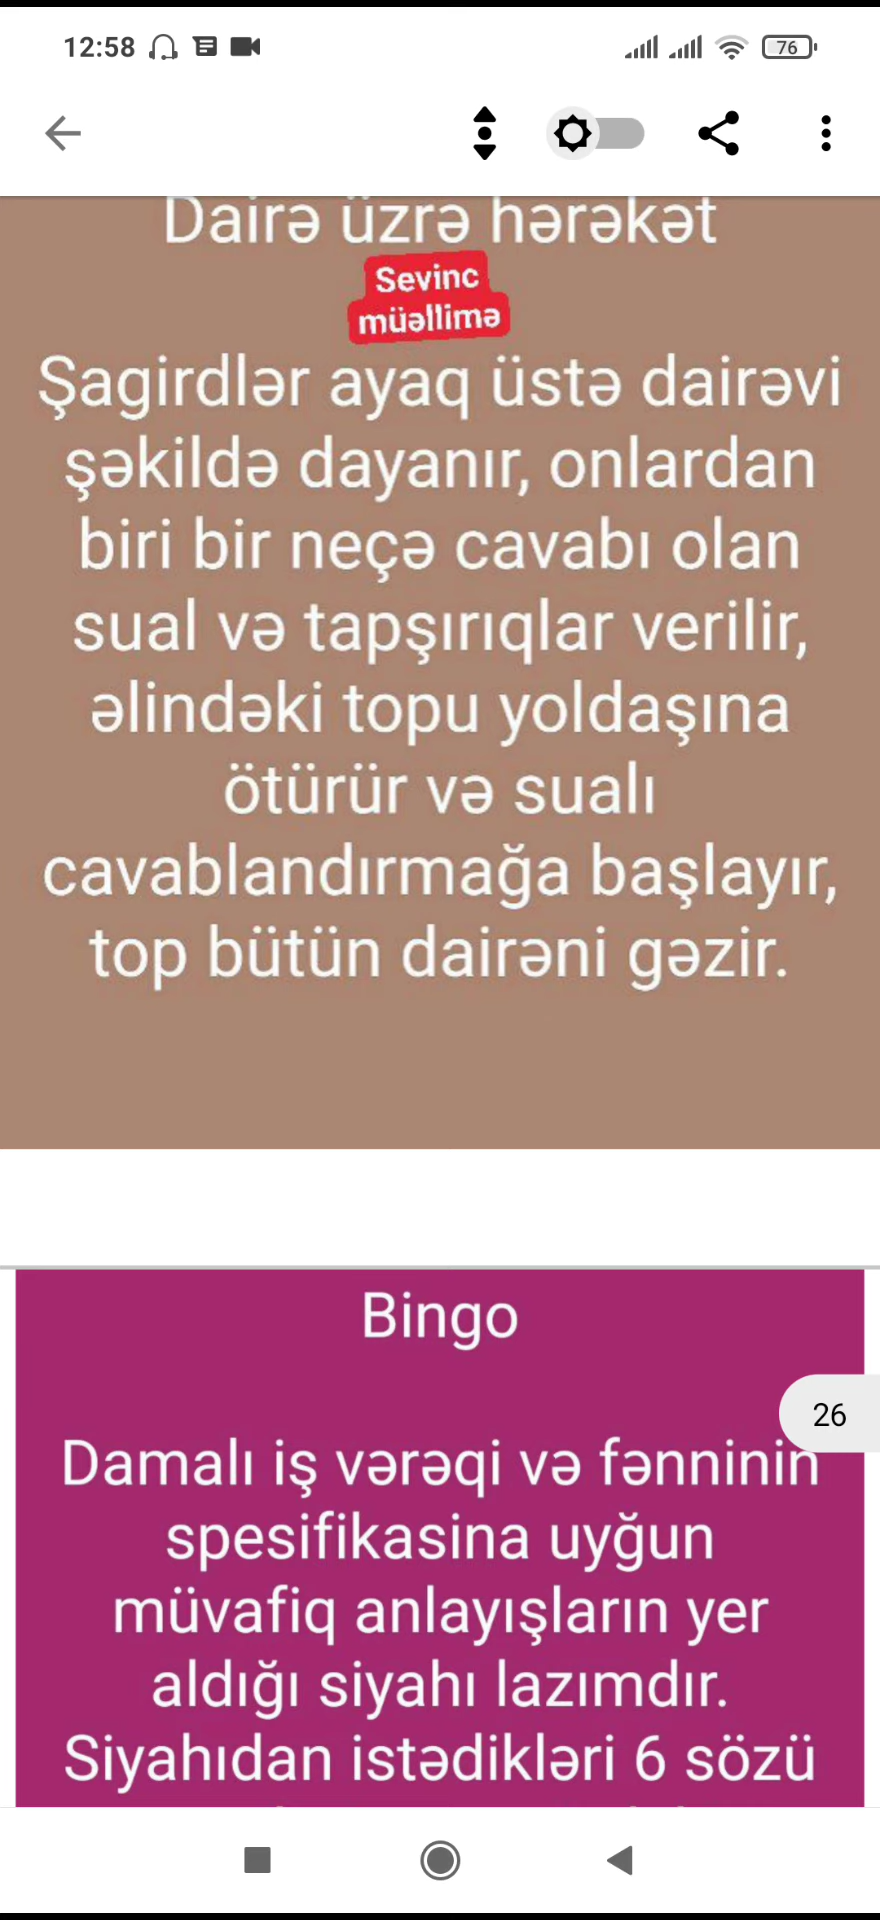 12:58
76
Dairə üzrə hərəkət
Sevinc
müəllimə
Şagirdlər ayaq üstə dairəvi
şəkildə dayanır, onlardan
biri bir neçə cavabı olan
sual və tapşırıqlar verilir,
əlindəki topu yoldaşına
ötürür və sualı
cavablandırmağa başlayır,
top bütün dairəni gəzir.
Bingo
26
Damalı iş vərəqi və fənninin
spesifikasina uyğun
müvafiq anlayışların yer
aldığı siyahı lazımdır.
Siyahıdan istədikləri 6 sözü